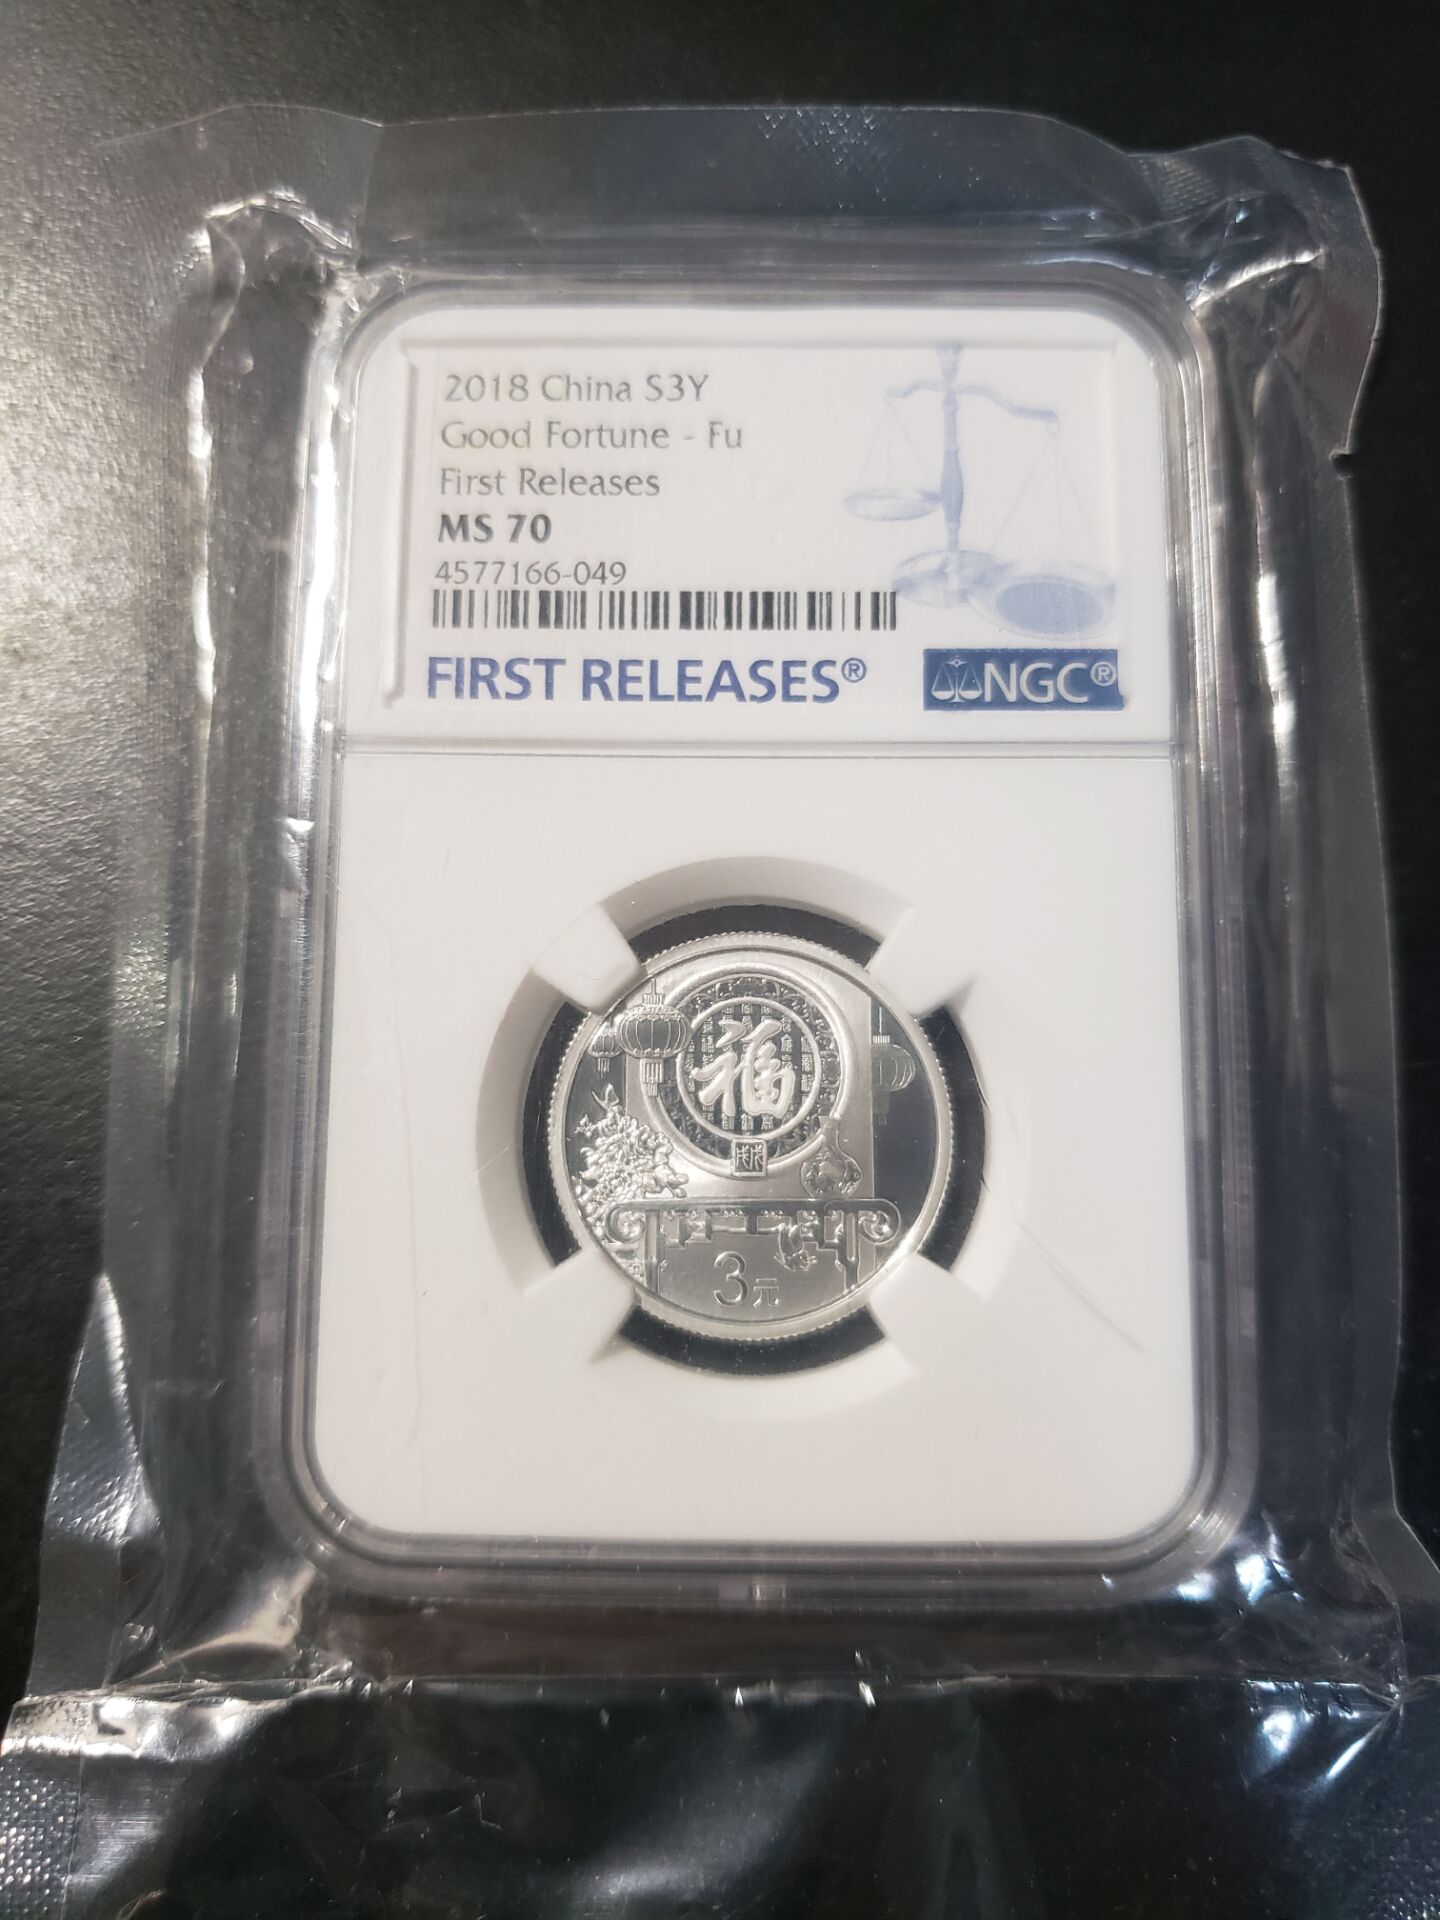 2018 China S3Y
Good Fortune - Fu
First Releases
MS 70
4577166-049
FIRST RELEASES®
NGC®
福
3元